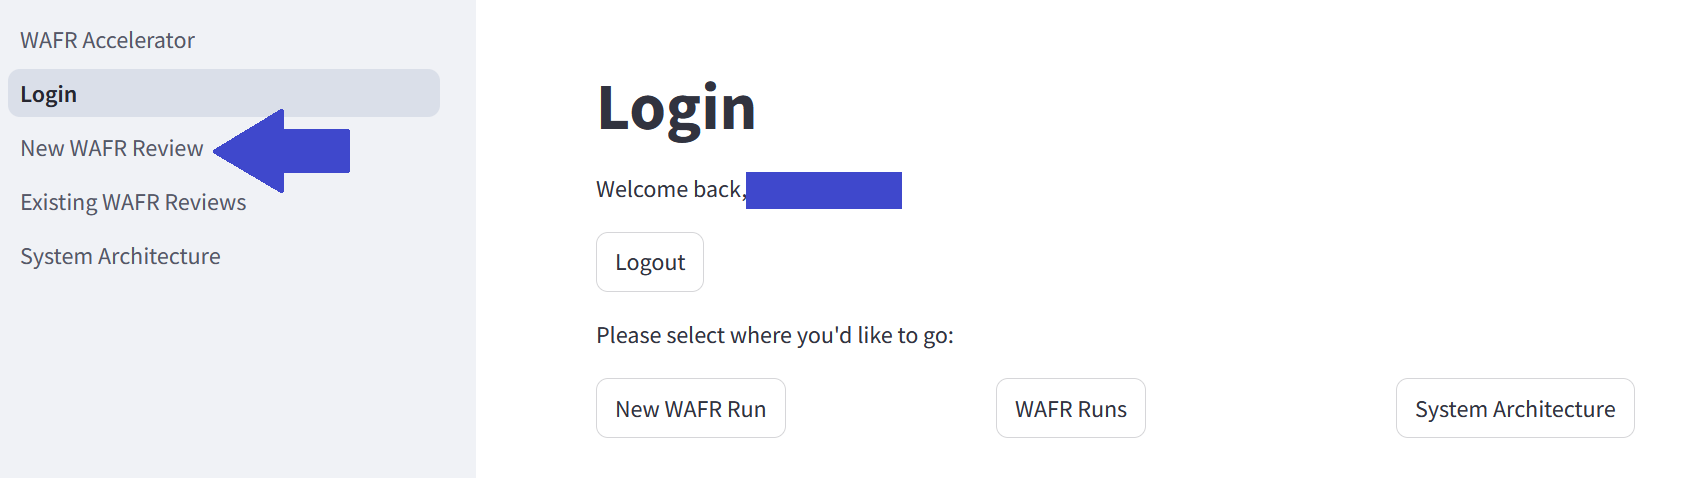 WAFR Accelerator
Login
New WAFR Review
Existing WAFR Reviews
System Architecture
Login
Welcome back,
Logout
Please select where you'd like to go:
New WAFR Run
WAFR Runs
System Architecture